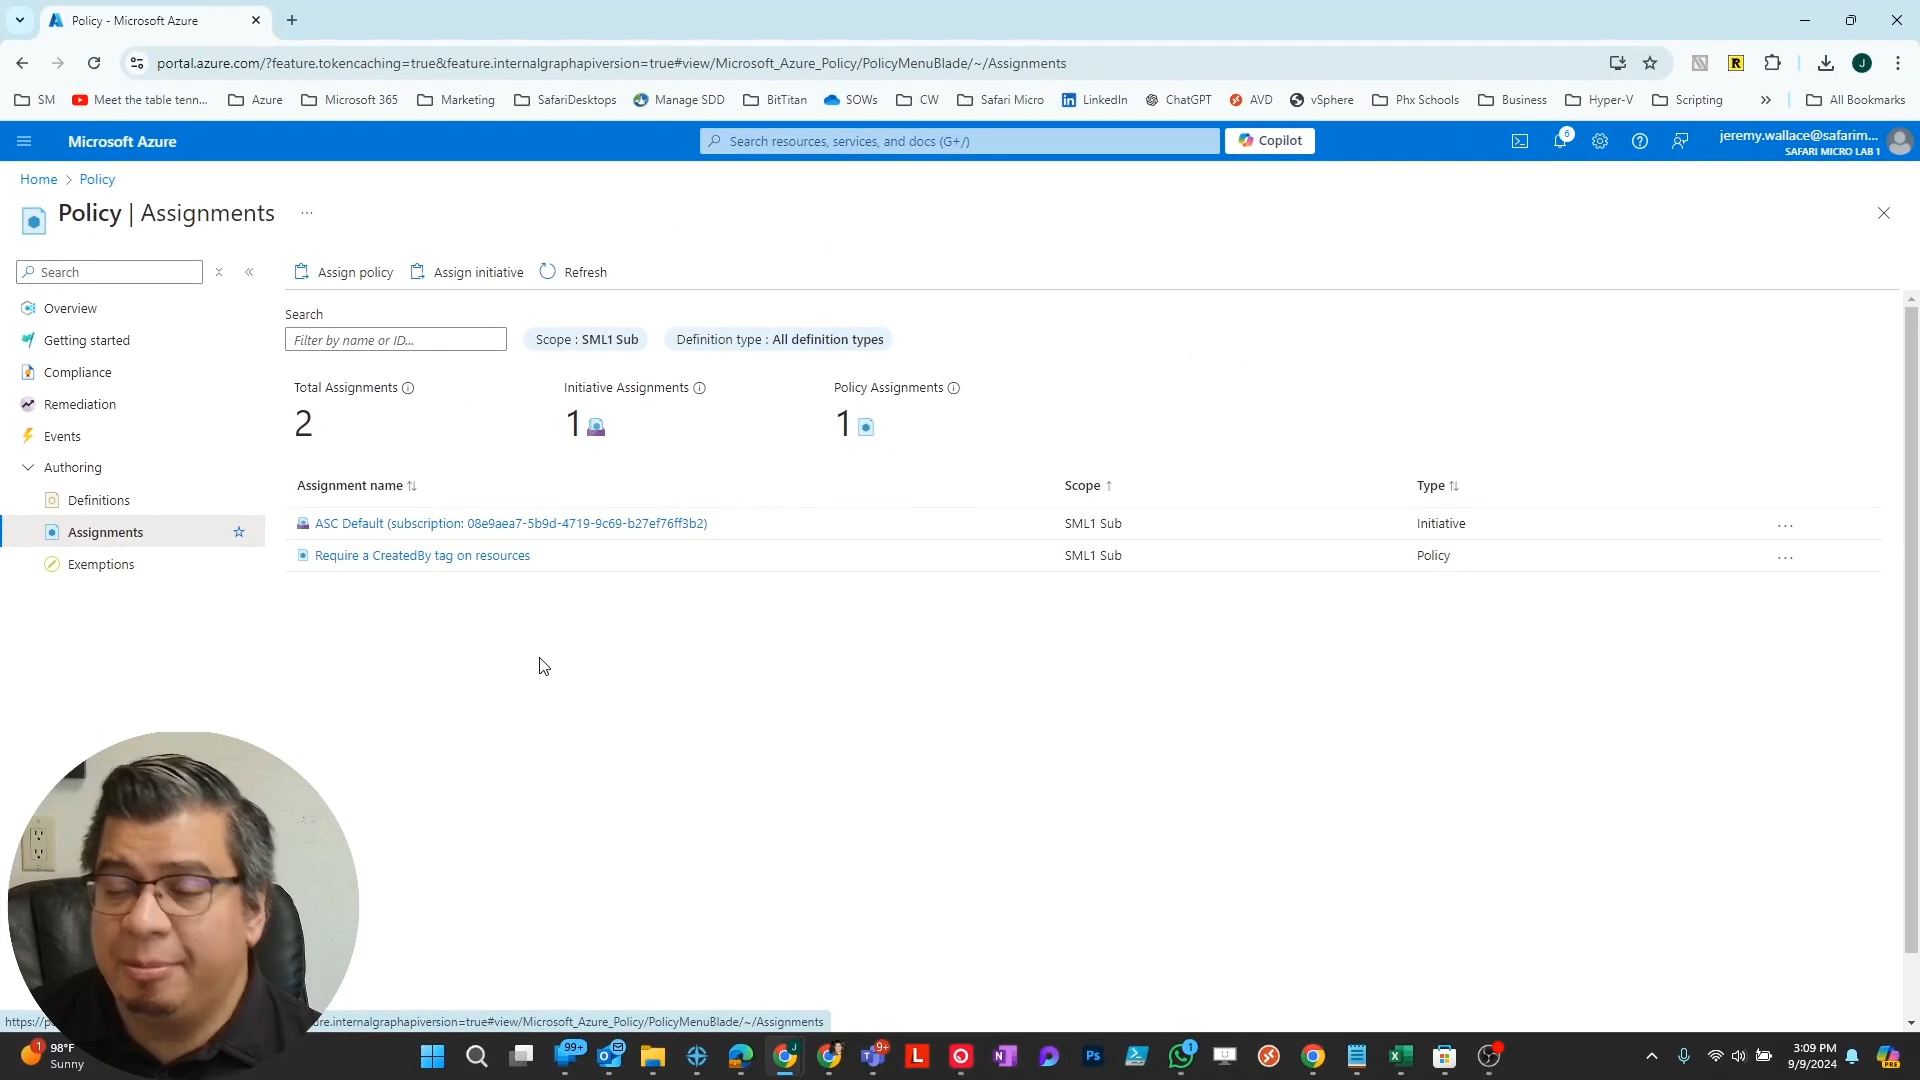 Policy - Microsoft Azure
portal.azure.com/?feature.tokencaching=true&feature.internalgraphapiversion=true#view/Microsoft_Azure_Policy/PolicyMenuBlade/~/Assignments
J
SM Meet the table tenn... Azure Microsoft 365 Marketing SafariDesktops Manage SDD BitTitan SOWs CW Safari Micro LinkedIn ChatGPT AVD vSphere Phx Schools Business Hyper-V Scripting All Bookmarks
Microsoft Azure
Search resources, services, and docs (G+/)
Copilot
6
jeremy.wallace@safarim...
SAFARI MICRO LAB 1
Home > Policy
Policy | Assignments ...
Search
Assign policy Assign initiative Refresh
Overview
Getting started
Compliance
Remediation
Events
Authoring
Definitions
Assignments
Exemptions
Search
Filter by name or ID...
Scope : SML1 Sub
Definition type : All definition types
Total Assignments
2
Initiative Assignments
1
Policy Assignments
1
Assignment name Scope Type
ASC Default (subscription: 08e9aea7-5b9d-4719-9c69-b27ef76ff3b2) SML1 Sub Initiative ...
Require a CreatedBy tag on resources SML1 Sub Policy ...
ure.internalgraphapiversion=true#view/Microsoft_Azure_Policy/PolicyMenuBlade/~/Assignments
1
98°F
Sunny
99+
9+
1
3:09 PM
9/9/2024